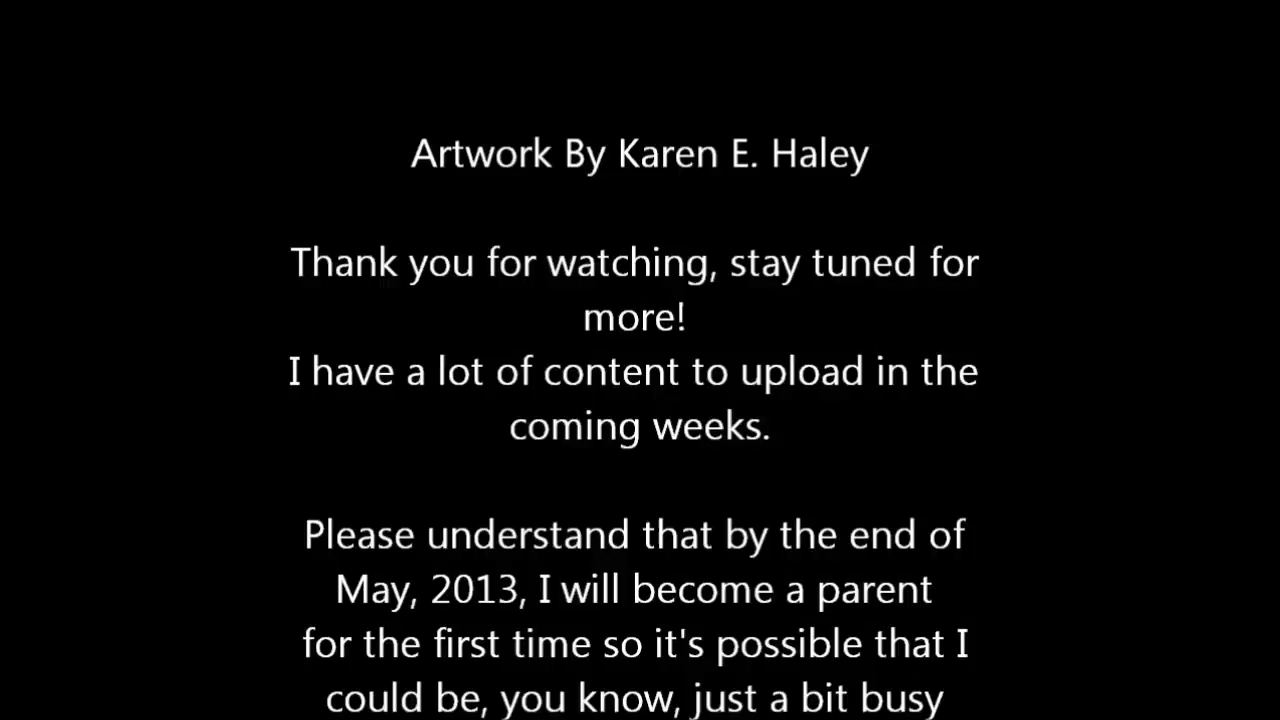 Artwork By Karen E. Haley
Thank you for watching, stay tuned for
more!
I have a lot of content to upload in the
coming weeks.
Please understand that by the end of
May, 2013, I will become a parent
for the first time so it's possible that I
could be, you know, just a bit busy